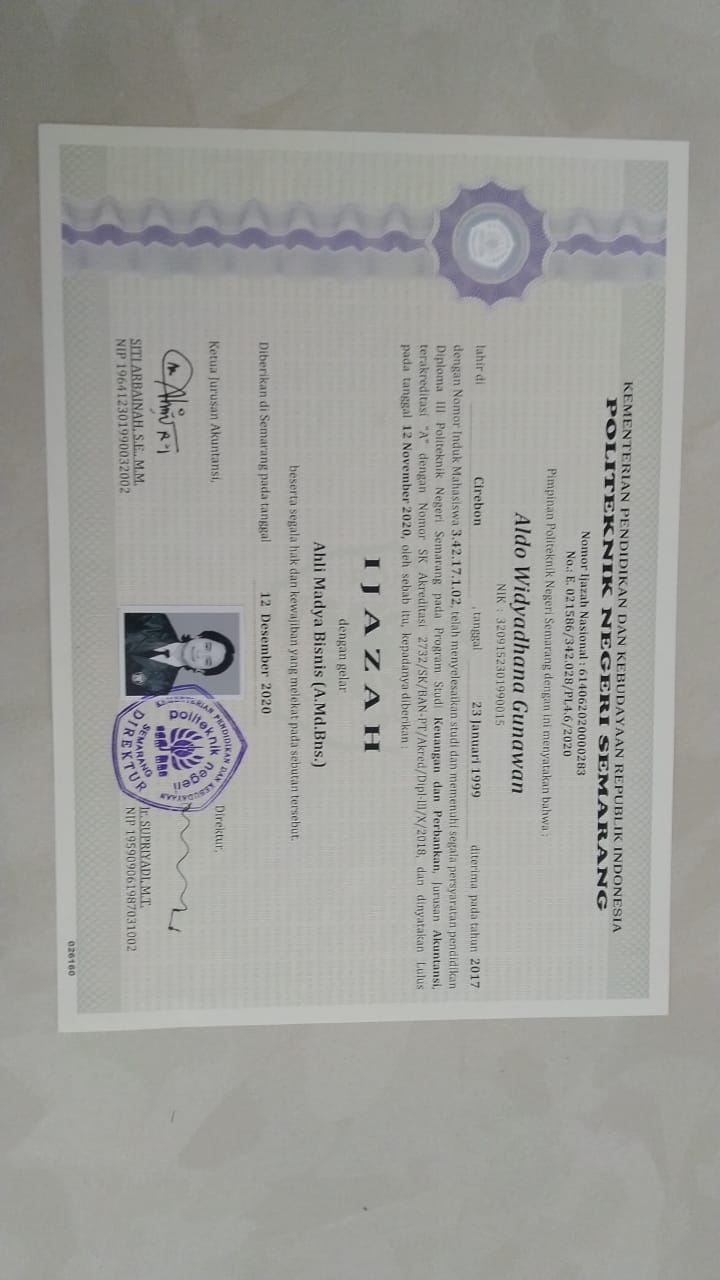 KEMENTERIAN PENDIDIKAN DAN KEBUDAYAAN REPUBLIK INDONESIA
POLITEKNIK NEGERI SEMARANG
Nomor Ijazah Nasional : 614062020000283
No.: E. 021586/342.028/PL4.6/2020
Pimpinan Politeknik Negeri Semarang dengan ini menyatakan bahwa :
Aldo Widyadhana Gunawan
NIK : 3209152301990015
lahir di Cirebon , tanggal 23 Januari 1999 diterima pada tahun 2017
dengan Nomor Induk Mahasiswa 3.42.17.1.02, telah menyelesaikan studi dan memenuhi segala persyaratan pendidikan
Diploma III Politeknik Negeri Semarang pada Program Studi Keuangan dan Perbankan, Jurusan Akuntansi,
terakreditasi "A" dengan Nomor SK Akreditasi 2732/SK/BAN-PT/Akred/Dipl-III/X/2018, dan dinyatakan Lulus
pada tanggal 12 November 2020, oleh sebab itu, kepadanya diberikan :
I J A Z A H
dengan gelar
Ahli Madya Bisnis (A.Md.Bns.)
beserta segala hak dan kewajiban yang melekat pada sebutan tersebut.
Diberikan di Semarang pada tanggal 12 Desember 2020
Ketua Jurusan Akuntansi,
Direktur,
KEMENTERIAN PENDIDIKAN DAN KEBUDAYAAN
politeknik
negeri
SEMARANG
DIREKTUR
SITI ARBAINAH, S.E., M.M.
NIP 196412301990032002
Ir. SUPRIYADI, M.T.
NIP 195909061987031002
026160